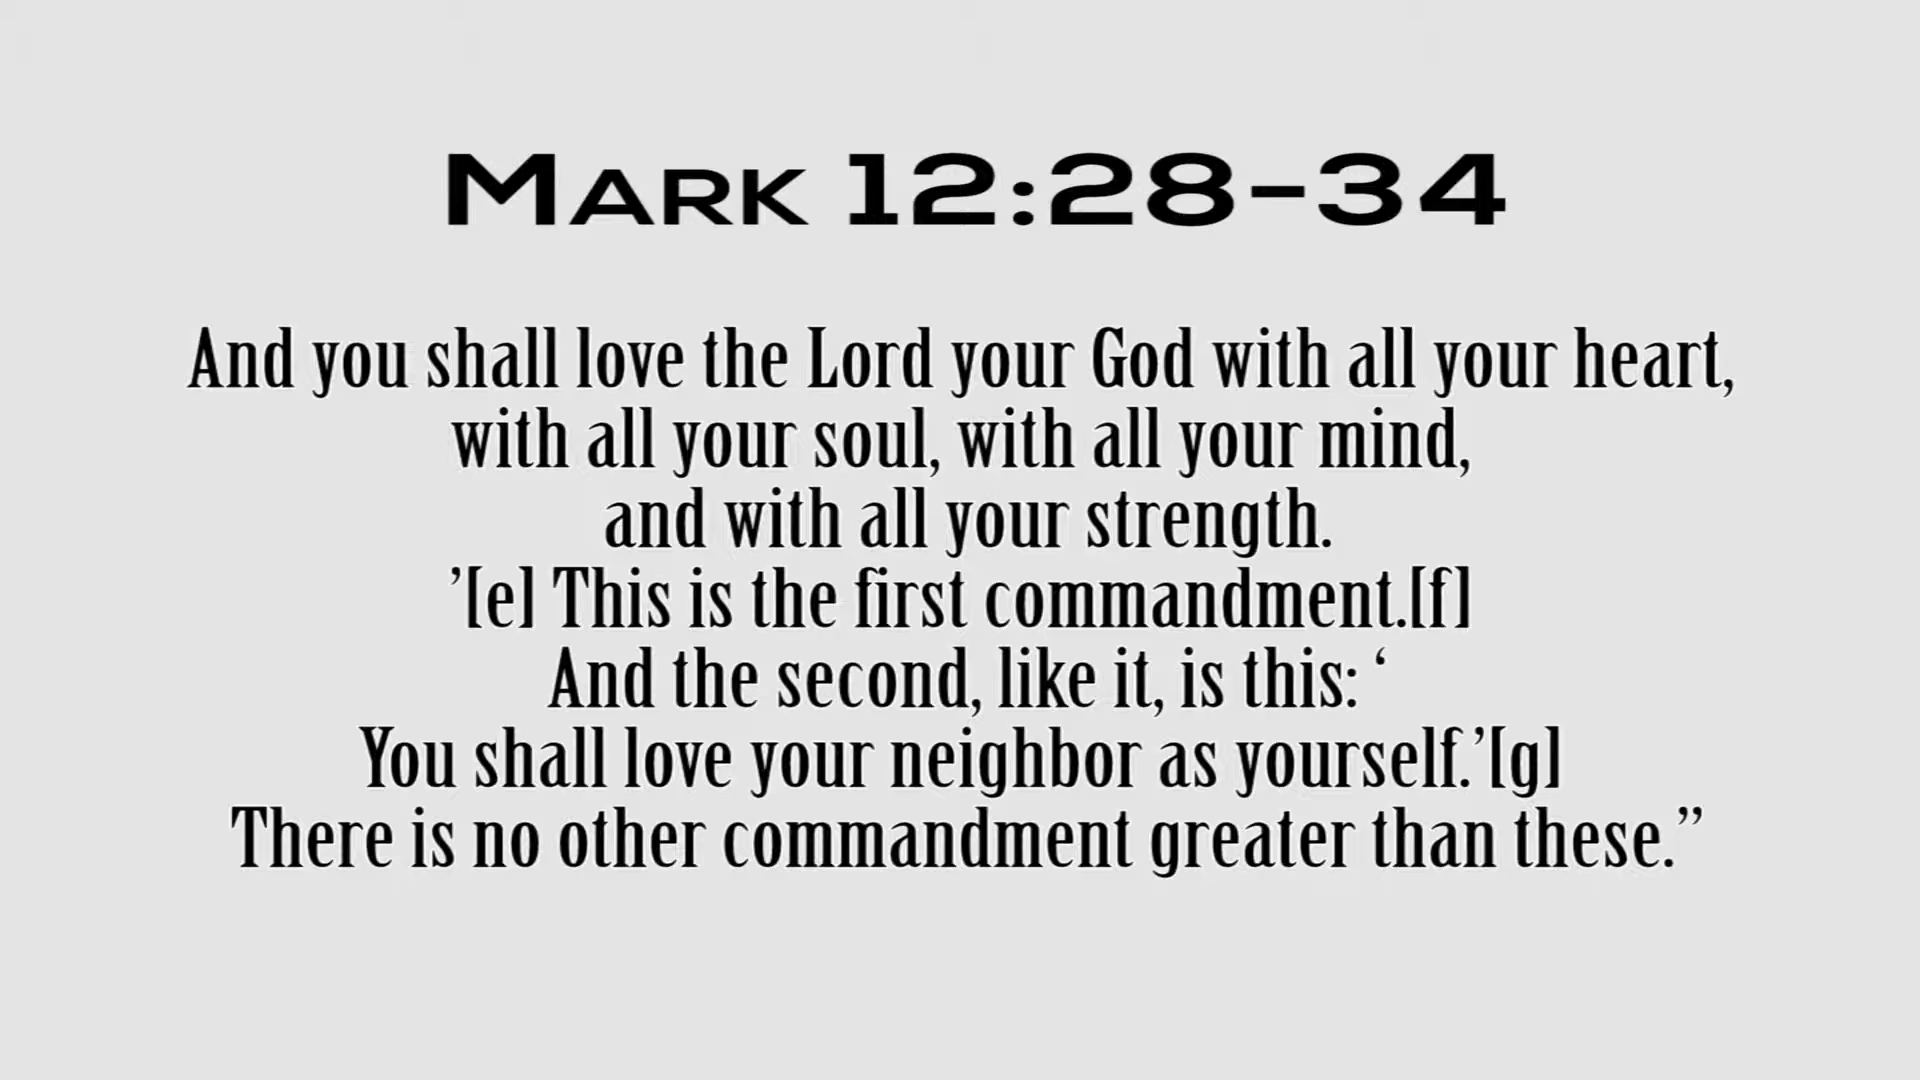 Mark 12:28-34
And you shall love the Lord your God with all your heart,
with all your soul, with all your mind,
and with all your strength.
’[e] This is the first commandment.[f]
And the second, like it, is this: ‘
You shall love your neighbor as yourself.’[g]
There is no other commandment greater than these.”